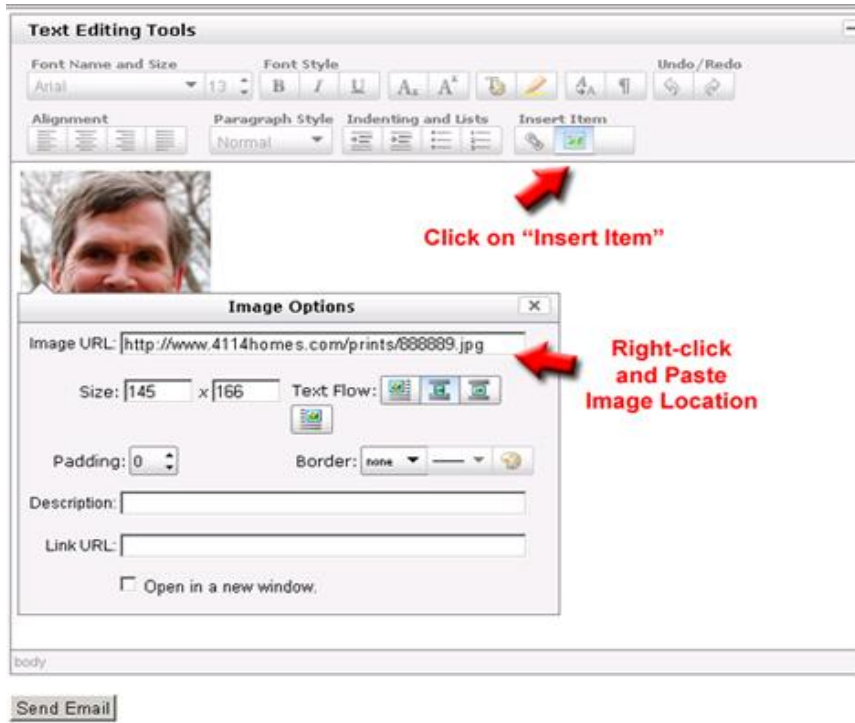 Text Editing Tools
Font Name and Size Font Style Undo/Redo
Arial 13 B I U Aₓ Aˣ A ¶
Alignment Paragraph Style Indenting and Lists Insert Item
Normal
Click on “Insert Item”
Image Options
Image URL: http://www.4114homes.com/prints/888889.jpg
Right-click
and Paste
Image Location
Size: 145 x 166 Text Flow:
Padding: 0 Border: none
Description:
Link URL:
Open in a new window.
body
Send Email